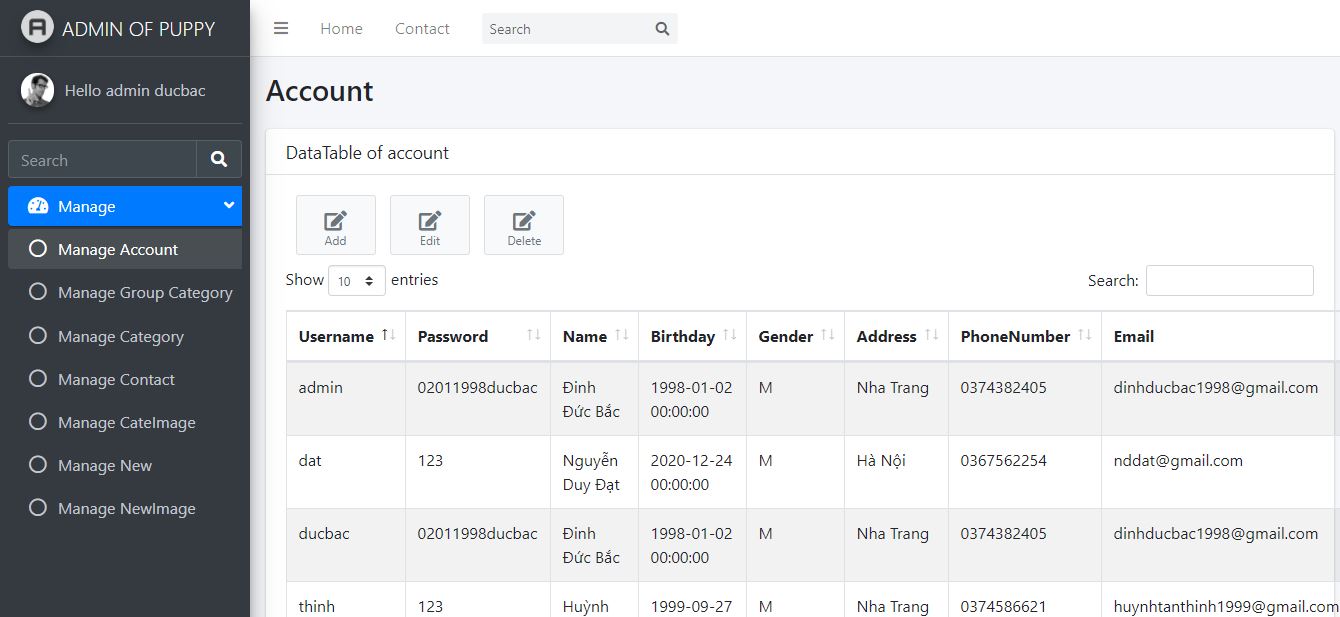 ADMIN OF PUPPY
Home
Contact
Search
Hello admin ducbac
Search
Manage
Manage Account
Manage Group Category
Manage Category
Manage Contact
Manage CateImage
Manage New
Manage NewImage
Account
DataTable of account
Add
Edit
Delete
Show 10 entries
Search:
Username Password Name Birthday Gender Address PhoneNumber Email
admin 02011998ducbac Đinh 1998-01-02 M Nha Trang 0374382405 dinhducbac1998@gmail.com
Đức Bắc 00:00:00
dat 123 Nguyễn 2020-12-24 M Hà Nội 0367562254 nddat@gmail.com
Duy Đạt 00:00:00
ducbac 02011998ducbac Đinh 1998-01-02 M Nha Trang 0374382405 dinhducbac1998@gmail.com
Đức Bắc 00:00:00
thinh 123 Huỳnh 1999-09-27 M Nha Trang 0374586621 huynhtanthinh1999@gmail.com